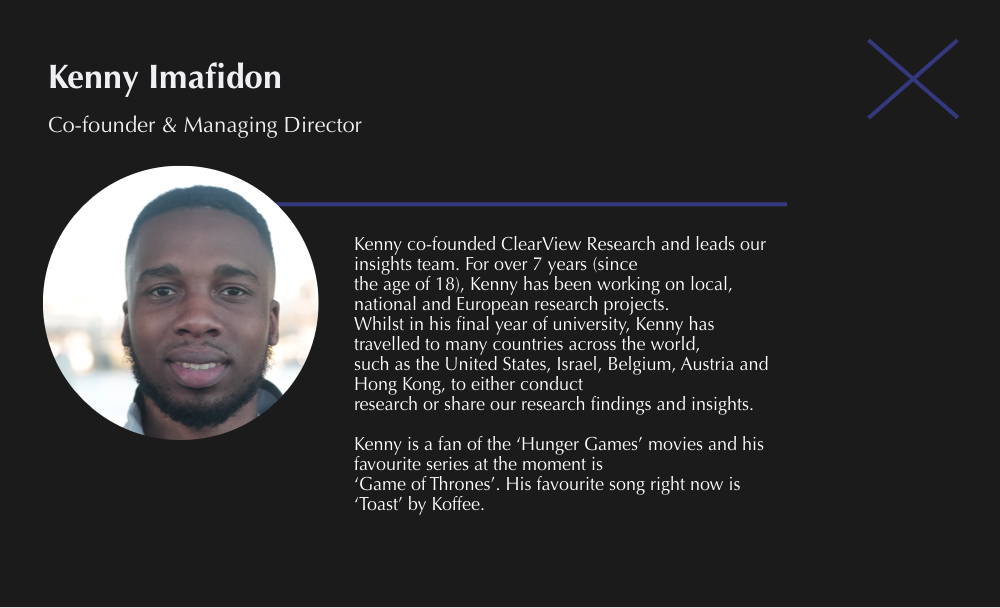 Kenny Imafidon
Co-founder & Managing Director
Kenny co-founded ClearView Research and leads our
insights team. For over 7 years (since
the age of 18), Kenny has been working on local,
national and European research projects.
Whilst in his final year of university, Kenny has
travelled to many countries across the world,
such as the United States, Israel, Belgium, Austria and
Hong Kong, to either conduct
research or share our research findings and insights.
Kenny is a fan of the ‘Hunger Games’ movies and his
favourite series at the moment is
‘Game of Thrones’. His favourite song right now is
‘Toast’ by Koffee.